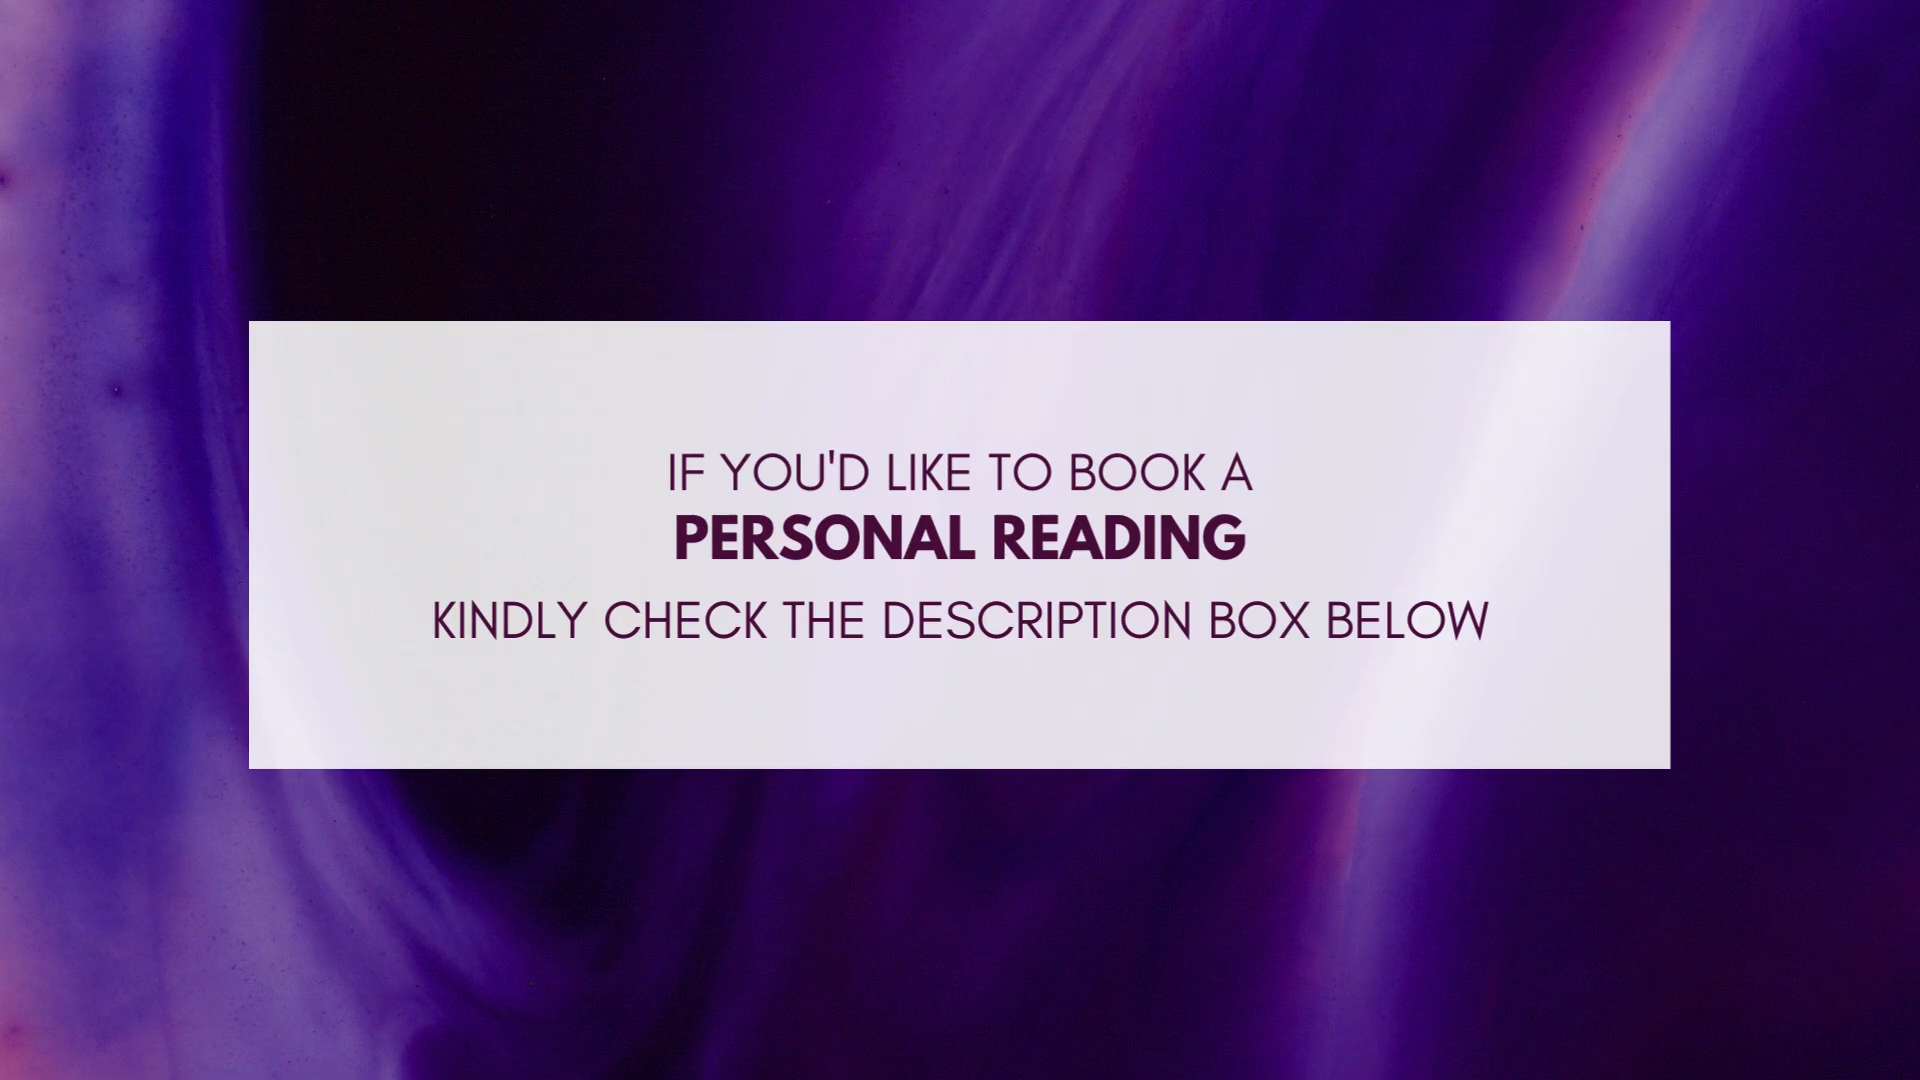 IF YOU'D LIKE TO BOOK A
PERSONAL READING
KINDLY CHECK THE DESCRIPTION BOX BELOW